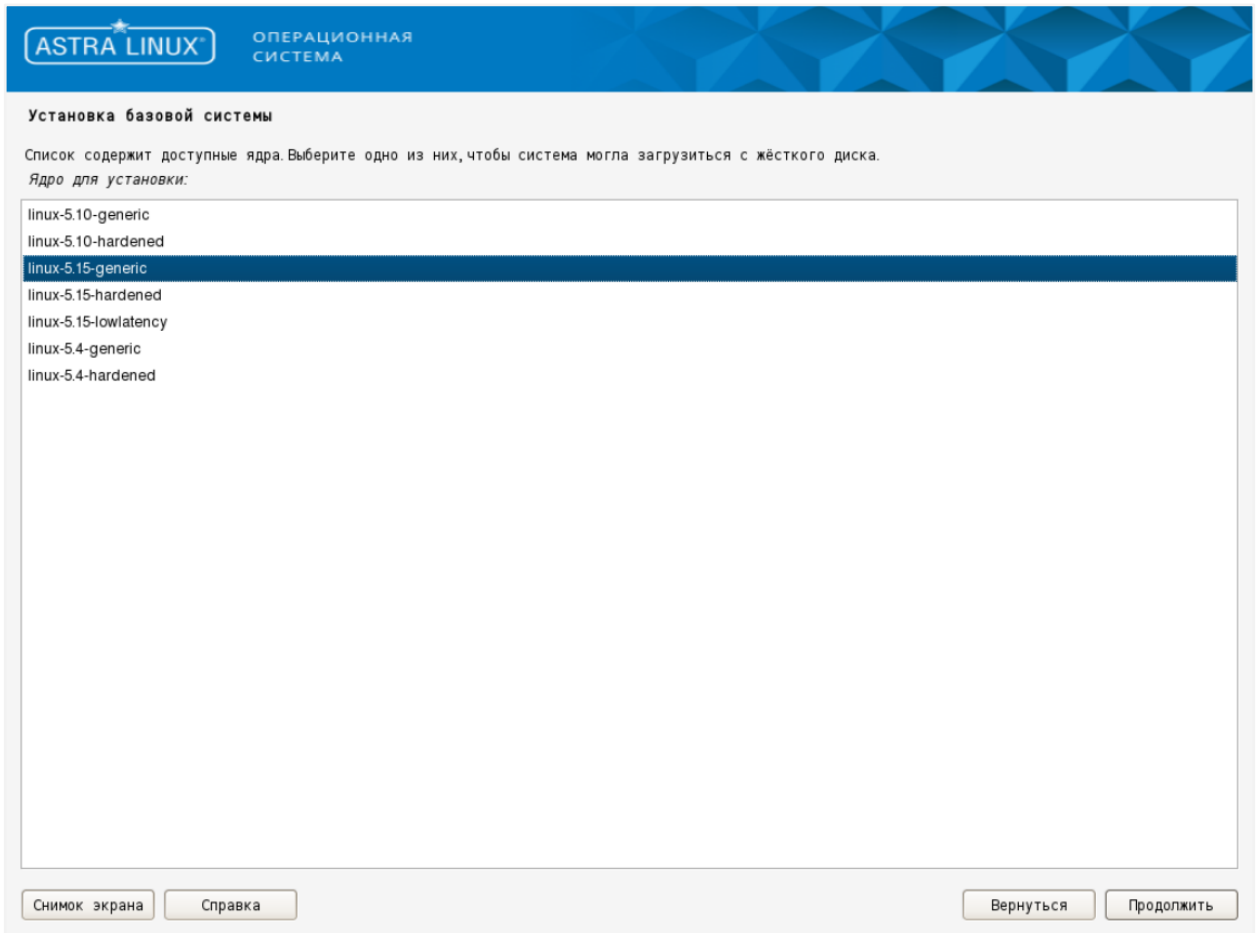 ASTRA LINUX®
ОПЕРАЦИОННАЯ
СИСТЕМА
Установка базовой системы
Список содержит доступные ядра. Выберите одно из них, чтобы система могла загрузиться с жёсткого диска.
Ядро для установки:
linux-5.10-generic
linux-5.10-hardened
linux-5.15-generic
linux-5.15-hardened
linux-5.15-lowlatency
linux-5.4-generic
linux-5.4-hardened
Снимок экрана Справка Вернуться Продолжить